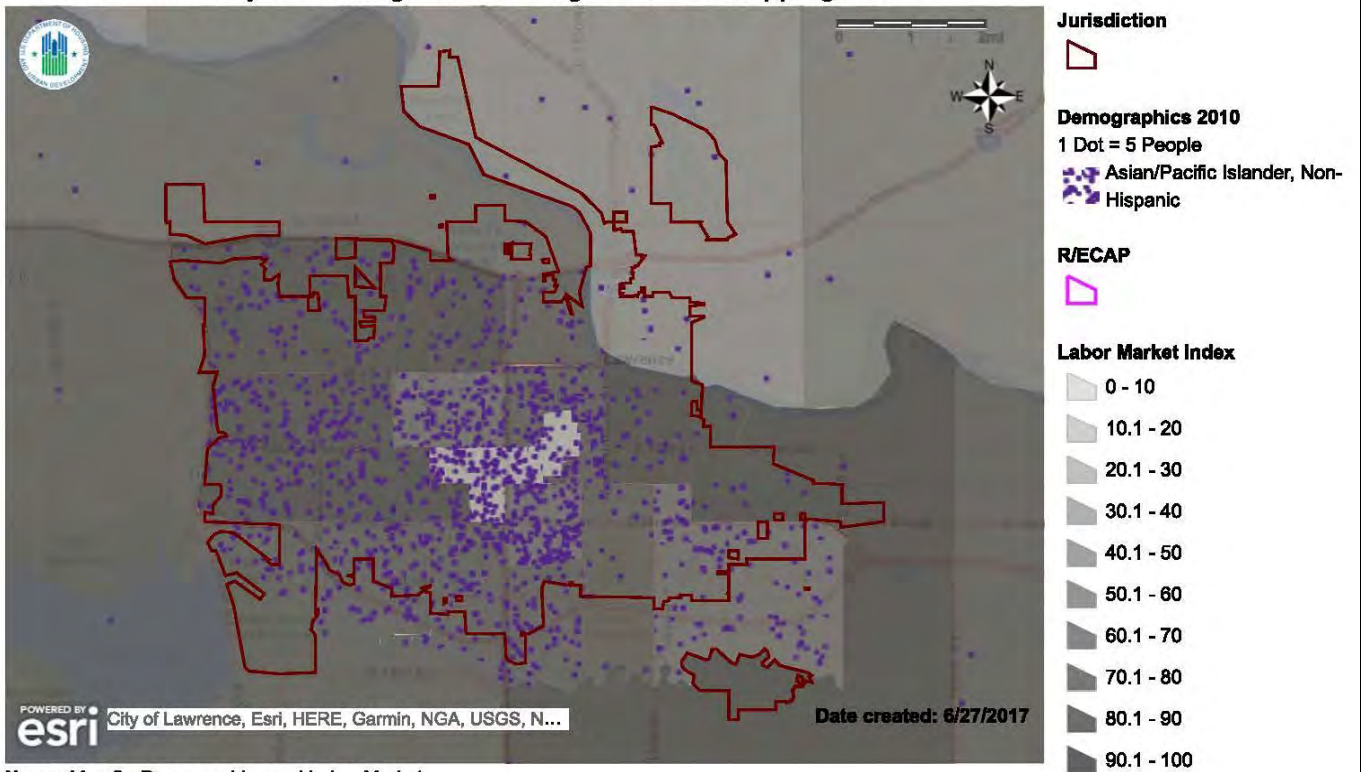 Jurisdiction
0 1 2mi
N
W E
S
Demographics 2010
1 Dot = 5 People
Asian/Pacific Islander, Non-
Hispanic
R/ECAP
Lawrence
Labor Market Index
0 - 10
10.1 - 20
20.1 - 30
30.1 - 40
40.1 - 50
50.1 - 60
60.1 - 70
70.1 - 80
80.1 - 90
90.1 - 100
POWERED BY
esri
City of Lawrence, Esri, HERE, Garmin, NGA, USGS, N...
Date created: 6/27/2017